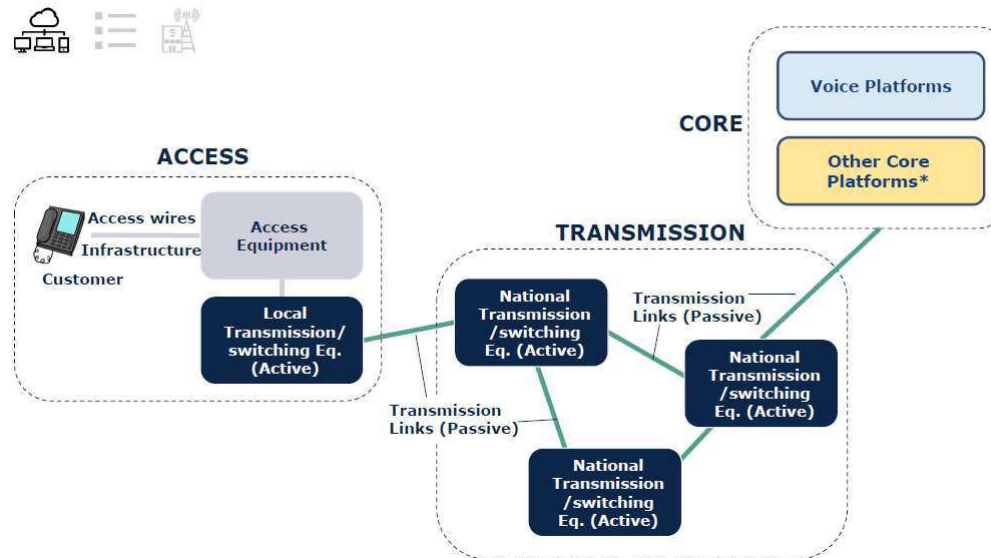 $
CORE
Voice Platforms
Other Core
Platforms*
ACCESS
Access wires
Infrastructure
Customer
Access
Equipment
Local
Transmission/
switching Eq.
(Active)
TRANSMISSION
National
Transmission
/switching
Eq. (Active)
Transmission
Links (Passive)
National
Transmission
/switching
Eq. (Active)
Transmission
Links (Passive)
National
Transmission
/switching
Eq. (Active)